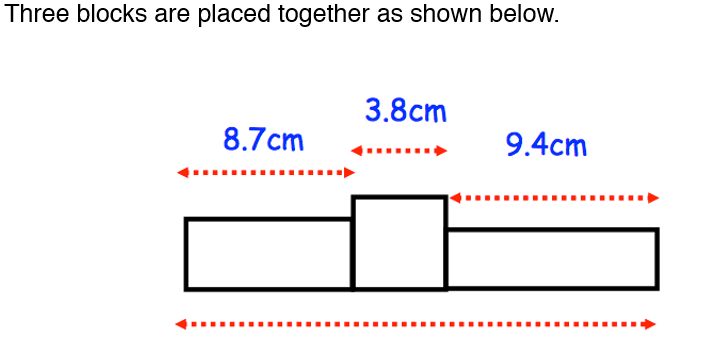 Three blocks are placed together as shown below.
3.8cm
8.7cm
9.4cm